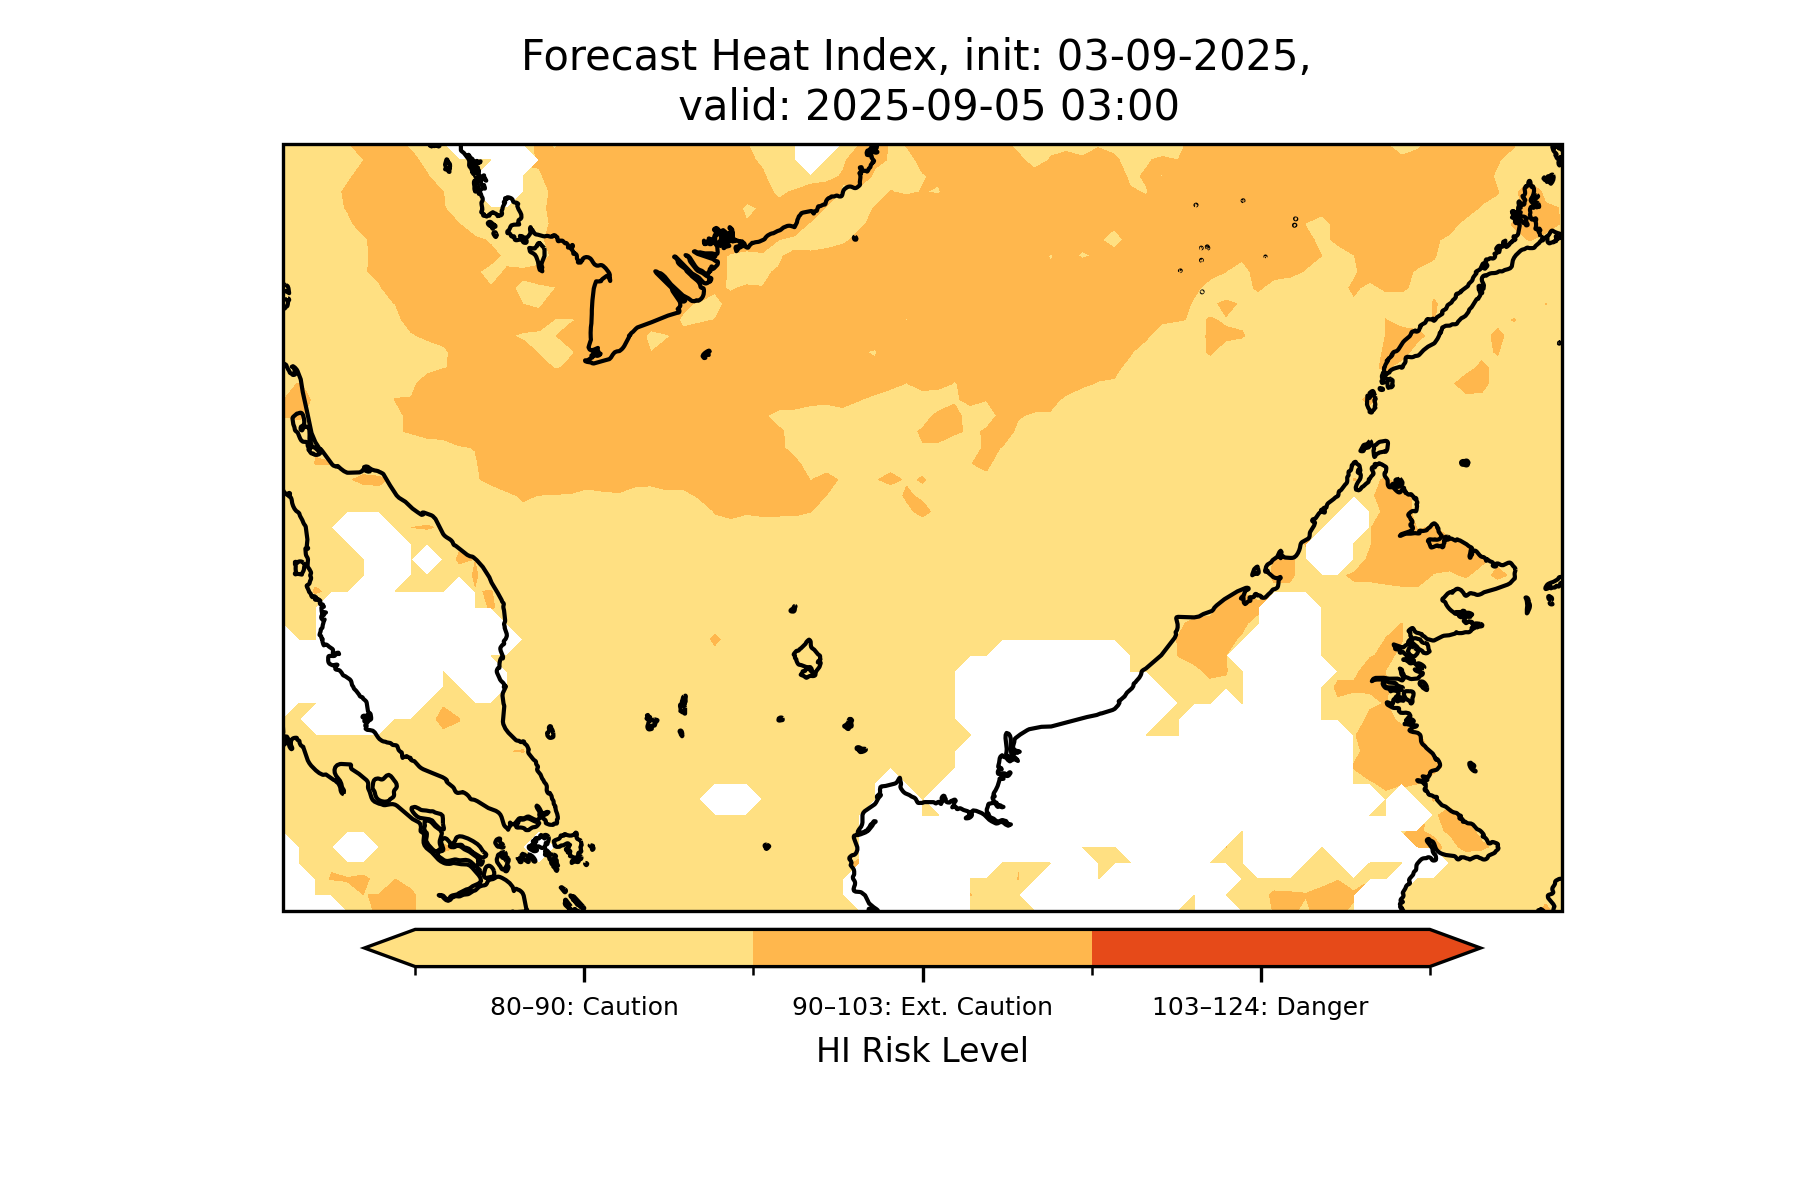 Forecast Heat Index, init: 03-09-2025,
valid: 2025-09-05 03:00
80–90: Caution
90–103: Ext. Caution
103–124: Danger
HI Risk Level